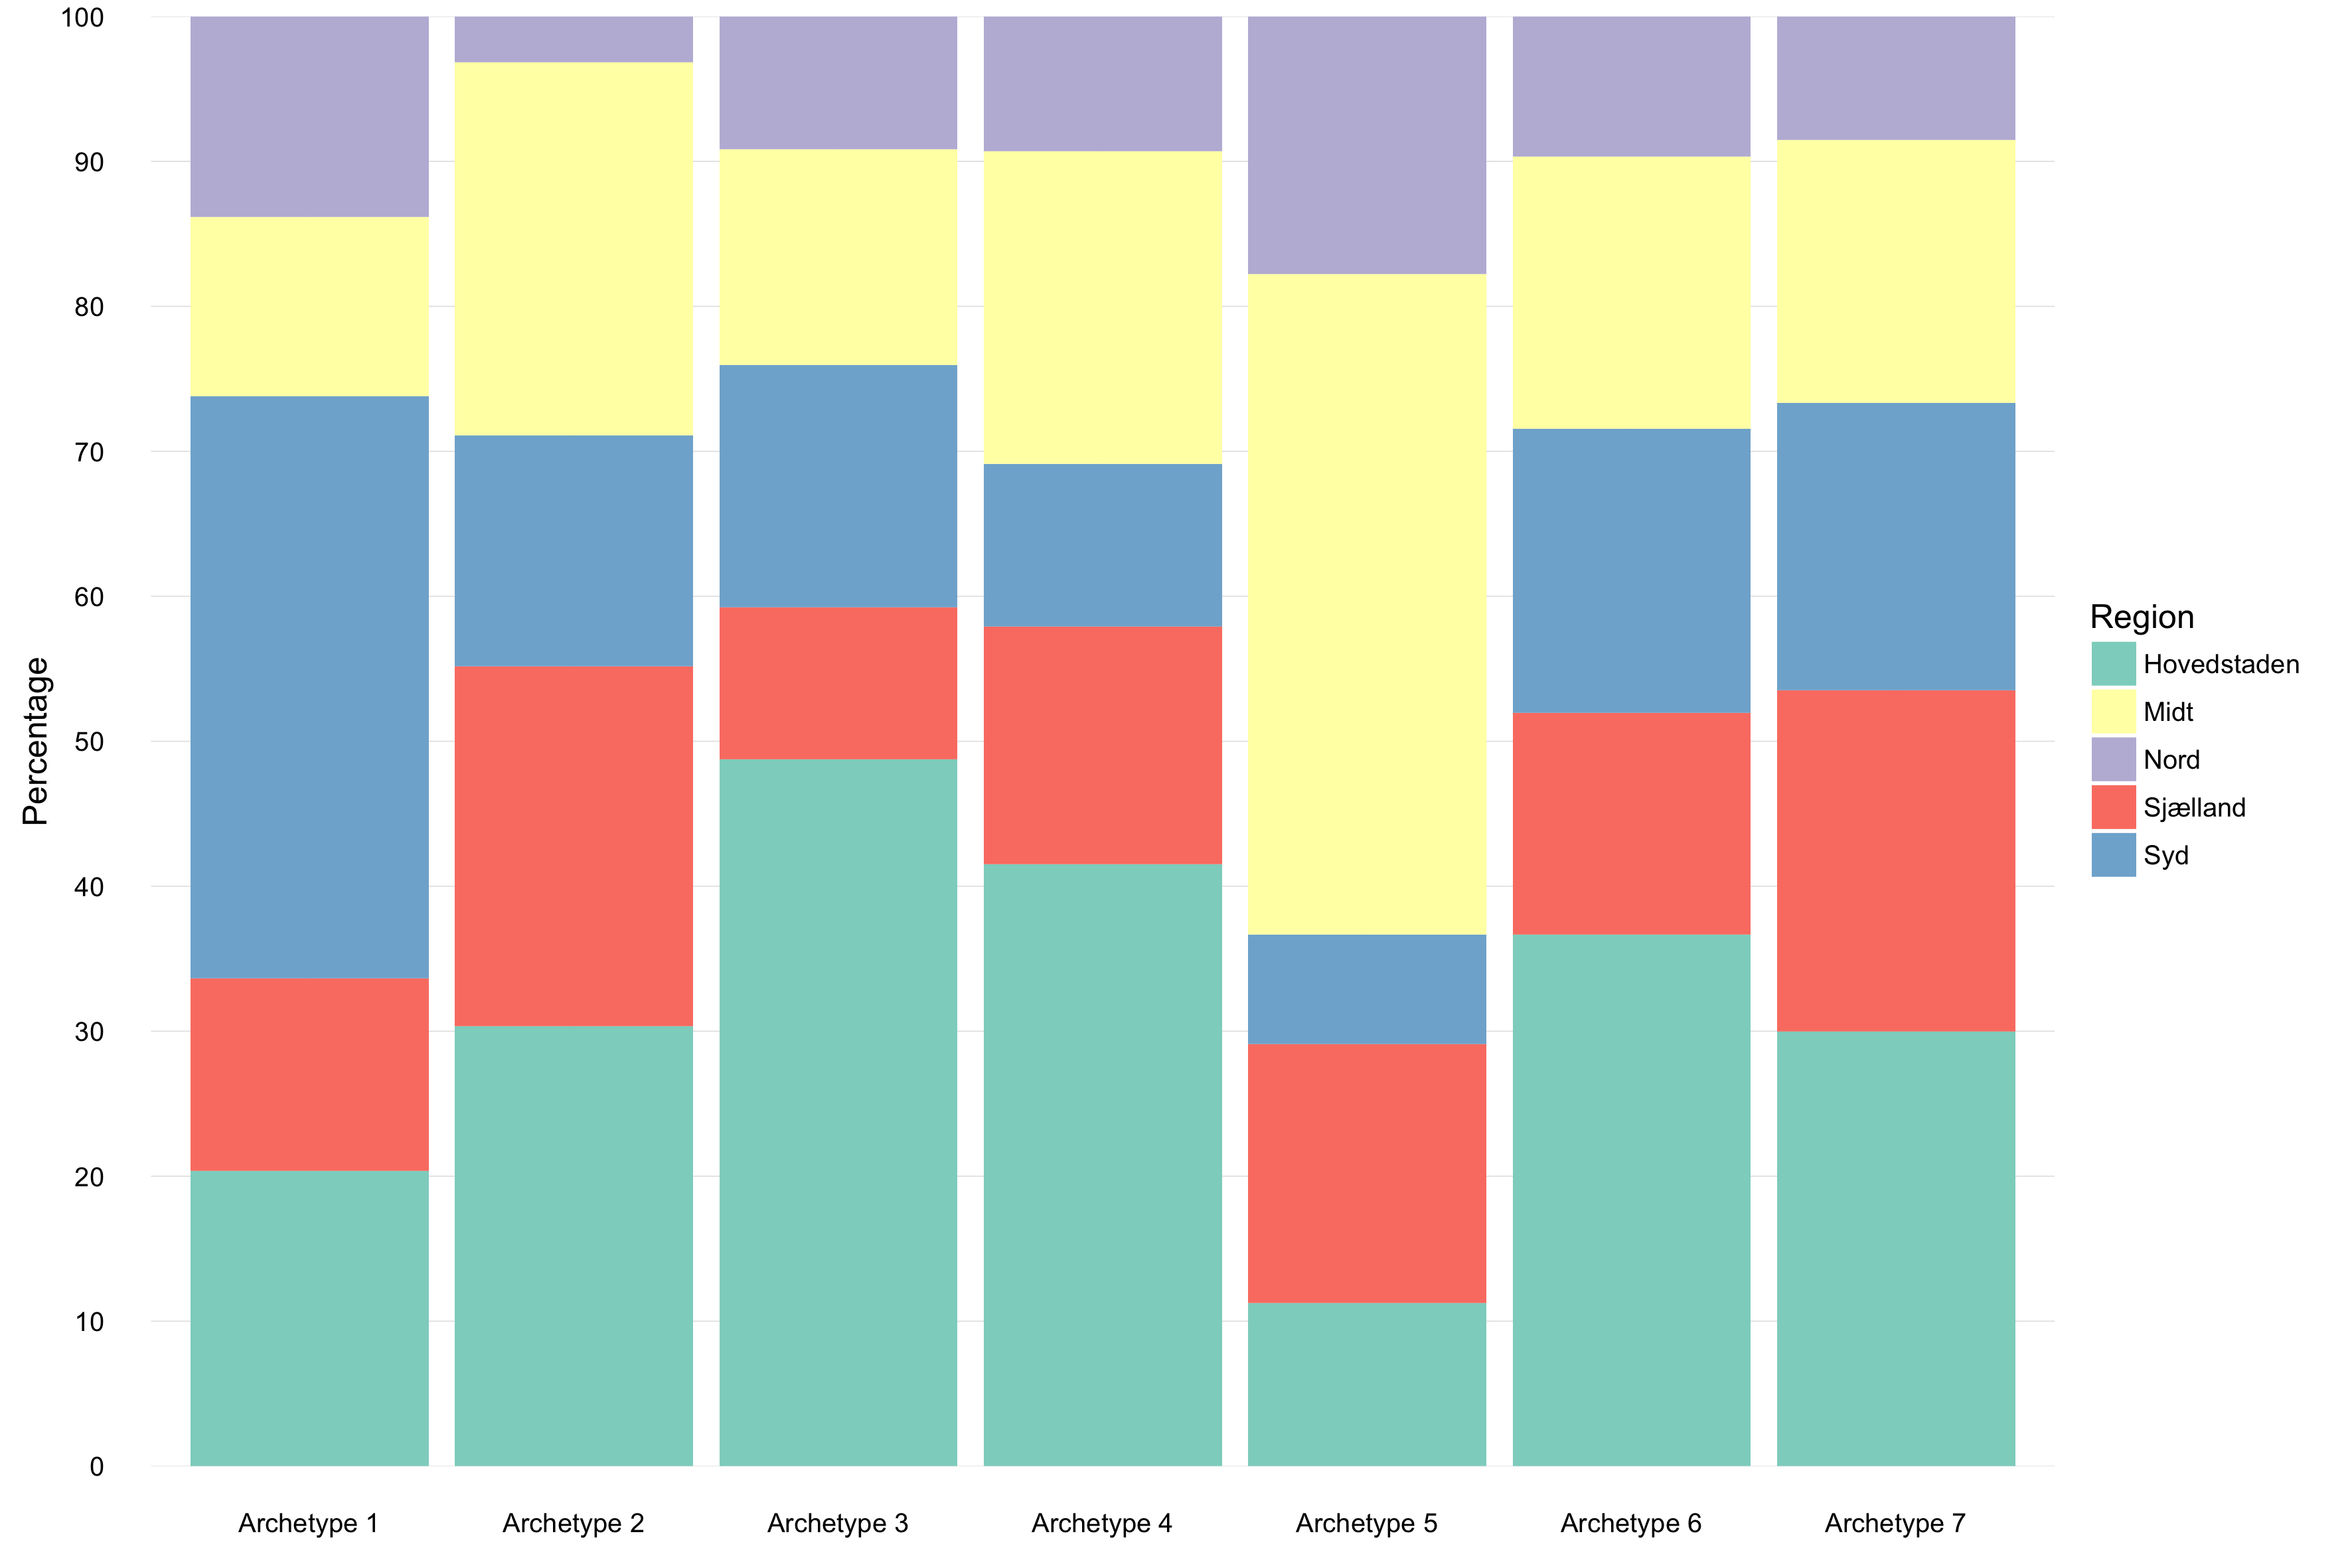 100
90
80
70
60
50
40
30
20
10
0
Percentage
Archetype 1
Archetype 2
Archetype 3
Archetype 4
Archetype 5
Archetype 6
Archetype 7
Region
Hovedstaden
Midt
Nord
Sjælland
Syd